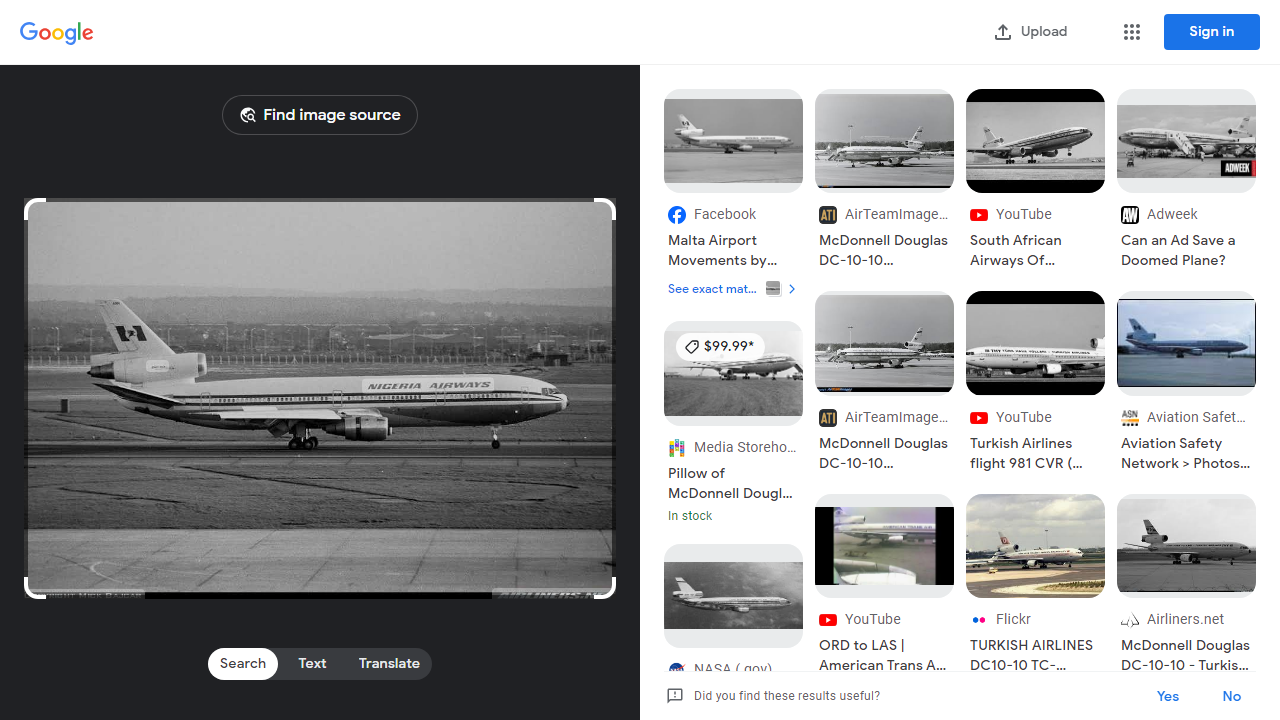 Google
Upload
Sign in
Find image source
NIGERIA AIRWAYS
Search
Text
Translate
Facebook
Malta Airport
Movements by...
See exact mat...
AirTeamImage...
McDonnell Douglas
DC-10-10...
YouTube
South African
Airways Of...
ADWEEK
Adweek
Can an Ad Save a
Doomed Plane?
$99.99*
Media Storeho...
Pillow of
McDonnell Dougl...
In stock
AirTeamImage...
McDonnell Douglas
DC-10-10...
YouTube
Turkish Airlines
flight 981 CVR (...
ASN
Aviation Safet...
Aviation Safety
Network > Photos...
NASA (.gov)
YouTube
ORD to LAS |
American Trans A...
Flickr
TURKISH AIRLINES
DC10-10 TC-...
Airliners.net
McDonnell Douglas
DC-10-10 - Turkis...
Did you find these results useful?
Yes
No